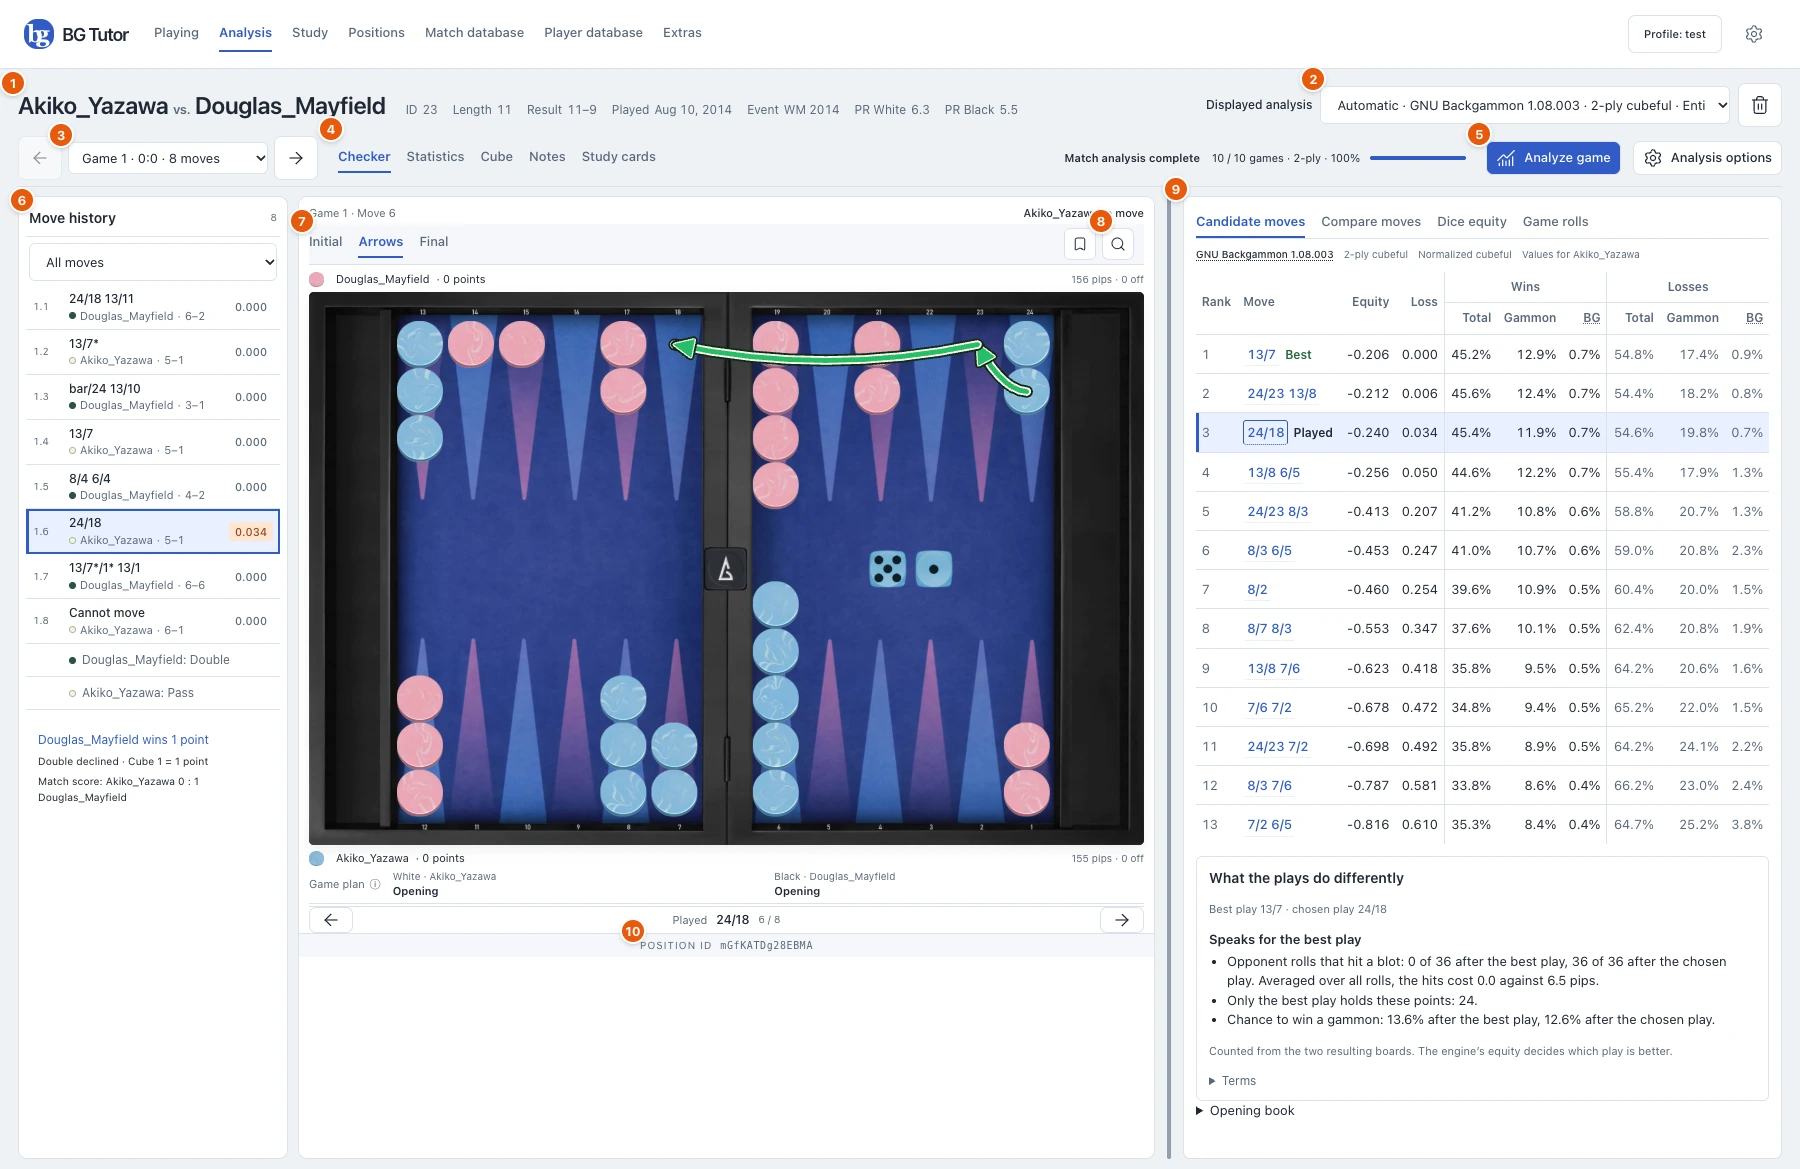 bg BG Tutor Playing Analysis Study Positions Match database Player database Extras Profile: test
1 2
Akiko_Yazawa vs. Douglas_Mayfield ID 23 Length 11 Result 11–9 Played Aug 10, 2014 Event WM 2014 PR White 6.3 PR Black 5.5
Displayed analysis Automatic · GNU Backgammon 1.08.003 · 2-ply cubeful · Enti
3 4 5
Game 1 · 0:0 · 8 moves Checker Statistics Cube Notes Study cards
Match analysis complete 10 / 10 games · 2-ply · 100% Analyze game Analysis options
6
Move history 8
All moves
1.1 24/18 13/11 0.000
Douglas_Mayfield · 6–2
1.2 13/7* 0.000
Akiko_Yazawa · 5–1
1.3 bar/24 13/10 0.000
Douglas_Mayfield · 3–1
1.4 13/7 0.000
Akiko_Yazawa · 5–1
1.5 8/4 6/4 0.000
Douglas_Mayfield · 4–2
1.6 24/18 0.034
Akiko_Yazawa · 5–1
1.7 13/7*/1* 13/1 0.000
Douglas_Mayfield · 6–6
1.8 Cannot move 0.000
Akiko_Yazawa · 6–1
Douglas_Mayfield: Double
Akiko_Yazawa: Pass
Douglas_Mayfield wins 1 point
Double declined · Cube 1 = 1 point
Match score: Akiko_Yazawa 0 : 1
Douglas_Mayfield
7 8
Game 1 · Move 6 Akiko_Yazaw move
Initial Arrows Final
Douglas_Mayfield · 0 points 156 pips · 0 off
13 14 15 16 17 18 19 20 21 22 23 24
12 11 10 9 8 7 6 5 4 3 2 1
Akiko_Yazawa · 0 points 155 pips · 0 off
Game plan White · Akiko_Yazawa Black · Douglas_Mayfield
Opening Opening
Played 24/18 6 / 8
10
POSITION ID mGfKATDg28EBMA
9
Candidate moves Compare moves Dice equity Game rolls
GNU Backgammon 1.08.003 2-ply cubeful Normalized cubeful Values for Akiko_Yazawa
Wins Losses
Rank Move Equity Loss
Total Gammon BG Total Gammon BG
1 13/7 Best -0.206 0.000 45.2% 12.9% 0.7% 54.8% 17.4% 0.9%
2 24/23 13/8 -0.212 0.006 45.6% 12.4% 0.7% 54.4% 18.2% 0.8%
3 24/18 Played -0.240 0.034 45.4% 11.9% 0.7% 54.6% 19.8% 0.7%
4 13/8 6/5 -0.256 0.050 44.6% 12.2% 0.7% 55.4% 17.9% 1.3%
5 24/23 8/3 -0.413 0.207 41.2% 10.8% 0.6% 58.8% 20.7% 1.3%
6 8/3 6/5 -0.453 0.247 41.0% 10.7% 0.6% 59.0% 20.8% 2.3%
7 8/2 -0.460 0.254 39.6% 10.9% 0.5% 60.4% 20.0% 1.5%
8 8/7 8/3 -0.553 0.347 37.6% 10.1% 0.5% 62.4% 20.8% 1.9%
9 13/8 7/6 -0.623 0.418 35.8% 9.5% 0.5% 64.2% 20.6% 1.6%
10 7/6 7/2 -0.678 0.472 34.8% 9.4% 0.5% 65.2% 22.0% 1.5%
11 24/23 7/2 -0.698 0.492 35.8% 8.9% 0.5% 64.2% 24.1% 2.2%
12 8/3 7/6 -0.787 0.581 33.8% 8.6% 0.4% 66.2% 23.0% 2.4%
13 7/2 6/5 -0.816 0.610 35.3% 8.4% 0.4% 64.7% 25.2% 3.8%
What the plays do differently
Best play 13/7 · chosen play 24/18
Speaks for the best play
• Opponent rolls that hit a blot: 0 of 36 after the best play, 36 of 36 after the chosen
play. Averaged over all rolls, the hits cost 0.0 against 6.5 pips.
• Only the best play holds these points: 24.
• Chance to win a gammon: 13.6% after the best play, 12.6% after the chosen play.
Counted from the two resulting boards. The engine's equity decides which play is better.
Terms
Opening book